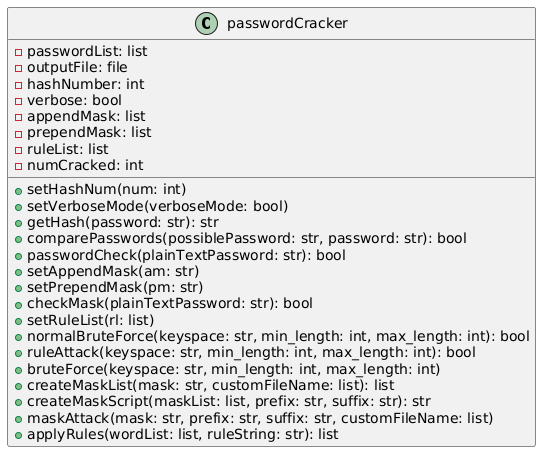 C passwordCracker
passwordList: list
outputFile: file
hashNumber: int
verbose: bool
appendMask: list
prependMask: list
ruleList: list
numCracked: int
setHashNum(num: int)
setVerboseMode(verboseMode: bool)
getHash(password: str): str
comparePasswords(possiblePassword: str, password: str): bool
passwordCheck(plainTextPassword: str): bool
setAppendMask(am: str)
setPrependMask(pm: str)
checkMask(plainTextPassword: str): bool
setRuleList(rl: list)
normalBruteForce(keyspace: str, min_length: int, max_length: int): bool
ruleAttack(keyspace: str, min_length: int, max_length: int): bool
bruteForce(keyspace: str, min_length: int, max_length: int)
createMaskList(mask: str, customFileName: list): list
createMaskScript(maskList: list, prefix: str, suffix: str): str
maskAttack(mask: str, prefix: str, suffix: str, customFileName: list)
applyRules(wordList: list, ruleString: str): list